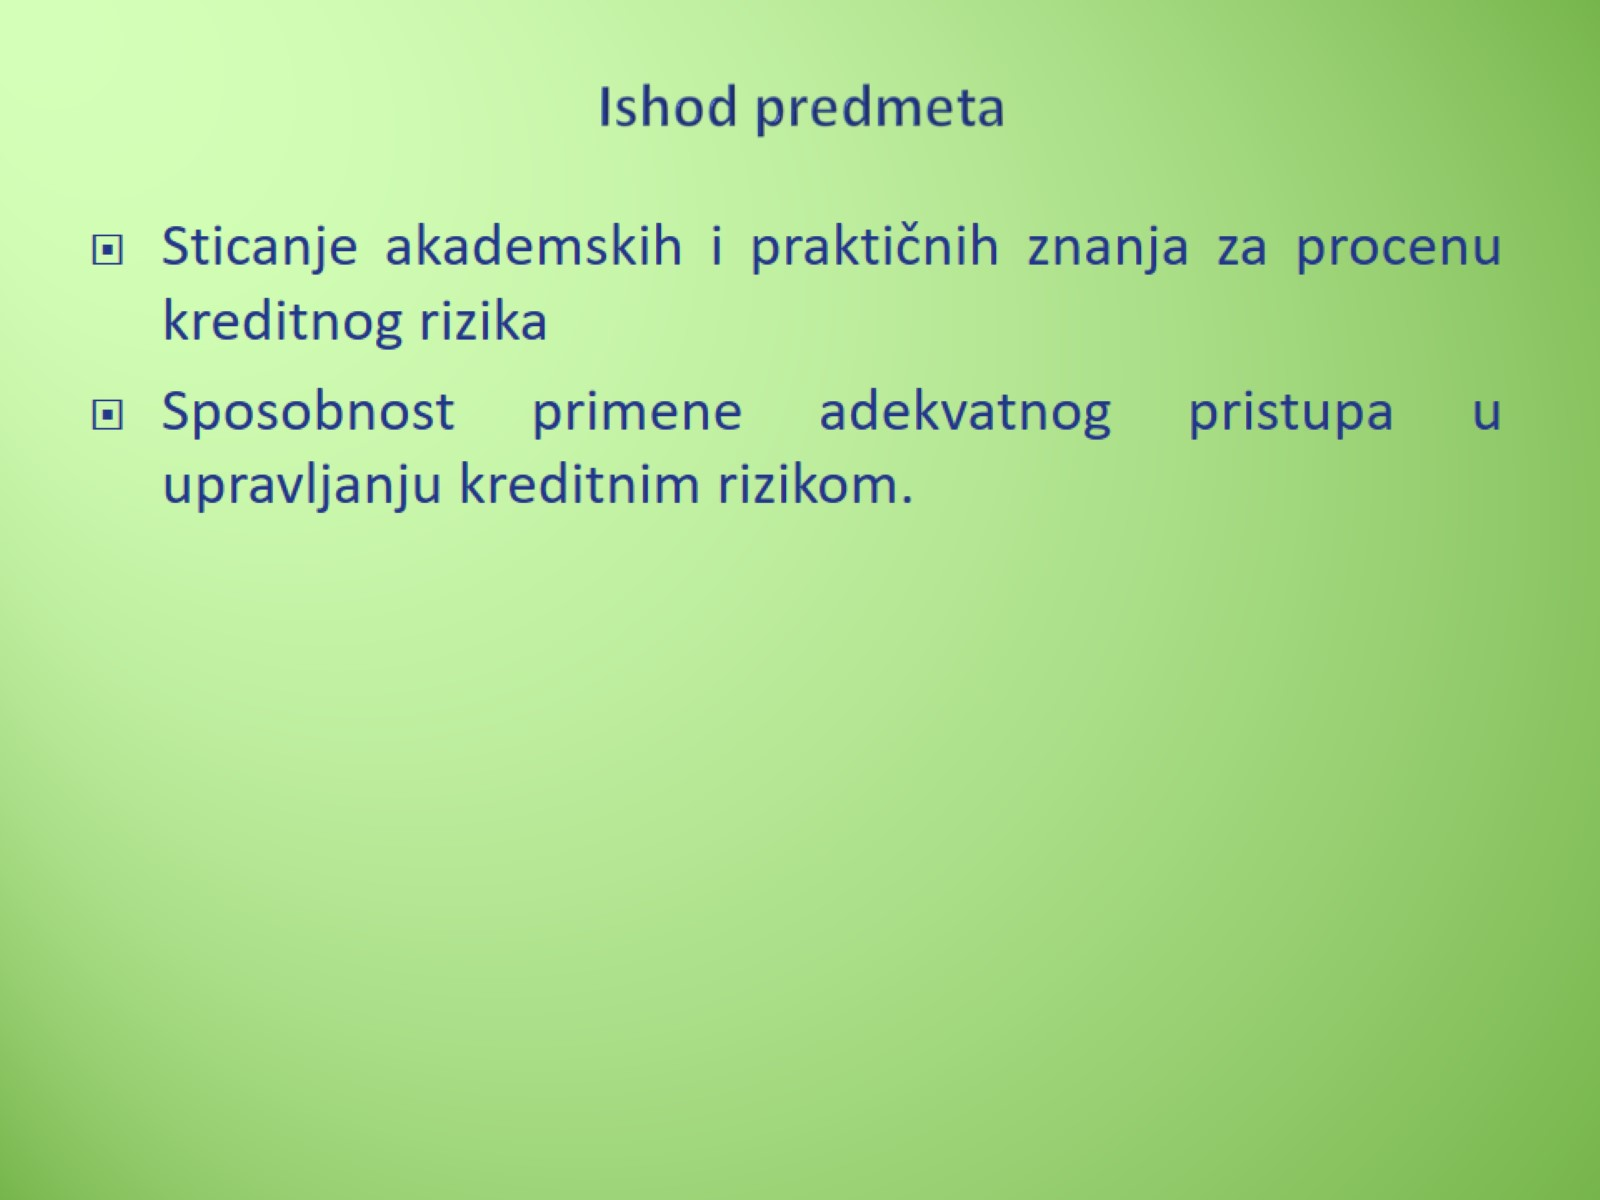 Ishod predmeta
Sticanje akademskih i praktičnih znanja za procenu
kreditnog rizika
Sposobnost primene adekvatnog pristupa u
upravljanju kreditnim rizikom.